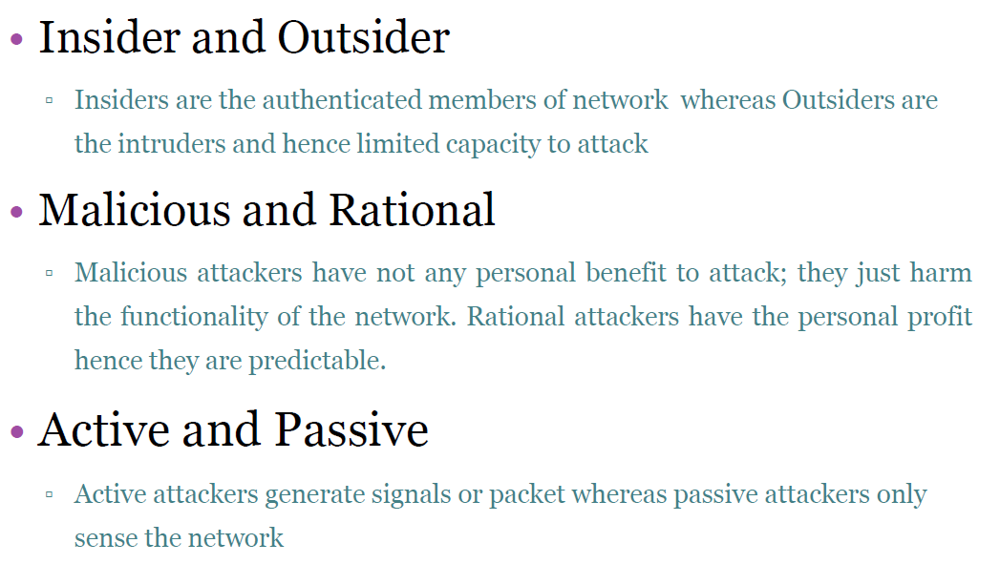 • Insider and Outsider
▫ Insiders are the authenticated members of network  whereas Outsiders are
the intruders and hence limited capacity to attack
• Malicious and Rational
▫ Malicious attackers have not any personal benefit to attack; they just harm
the functionality of the network. Rational attackers have the personal profit
hence they are predictable.
• Active and Passive
▫ Active attackers generate signals or packet whereas passive attackers only
sense the network